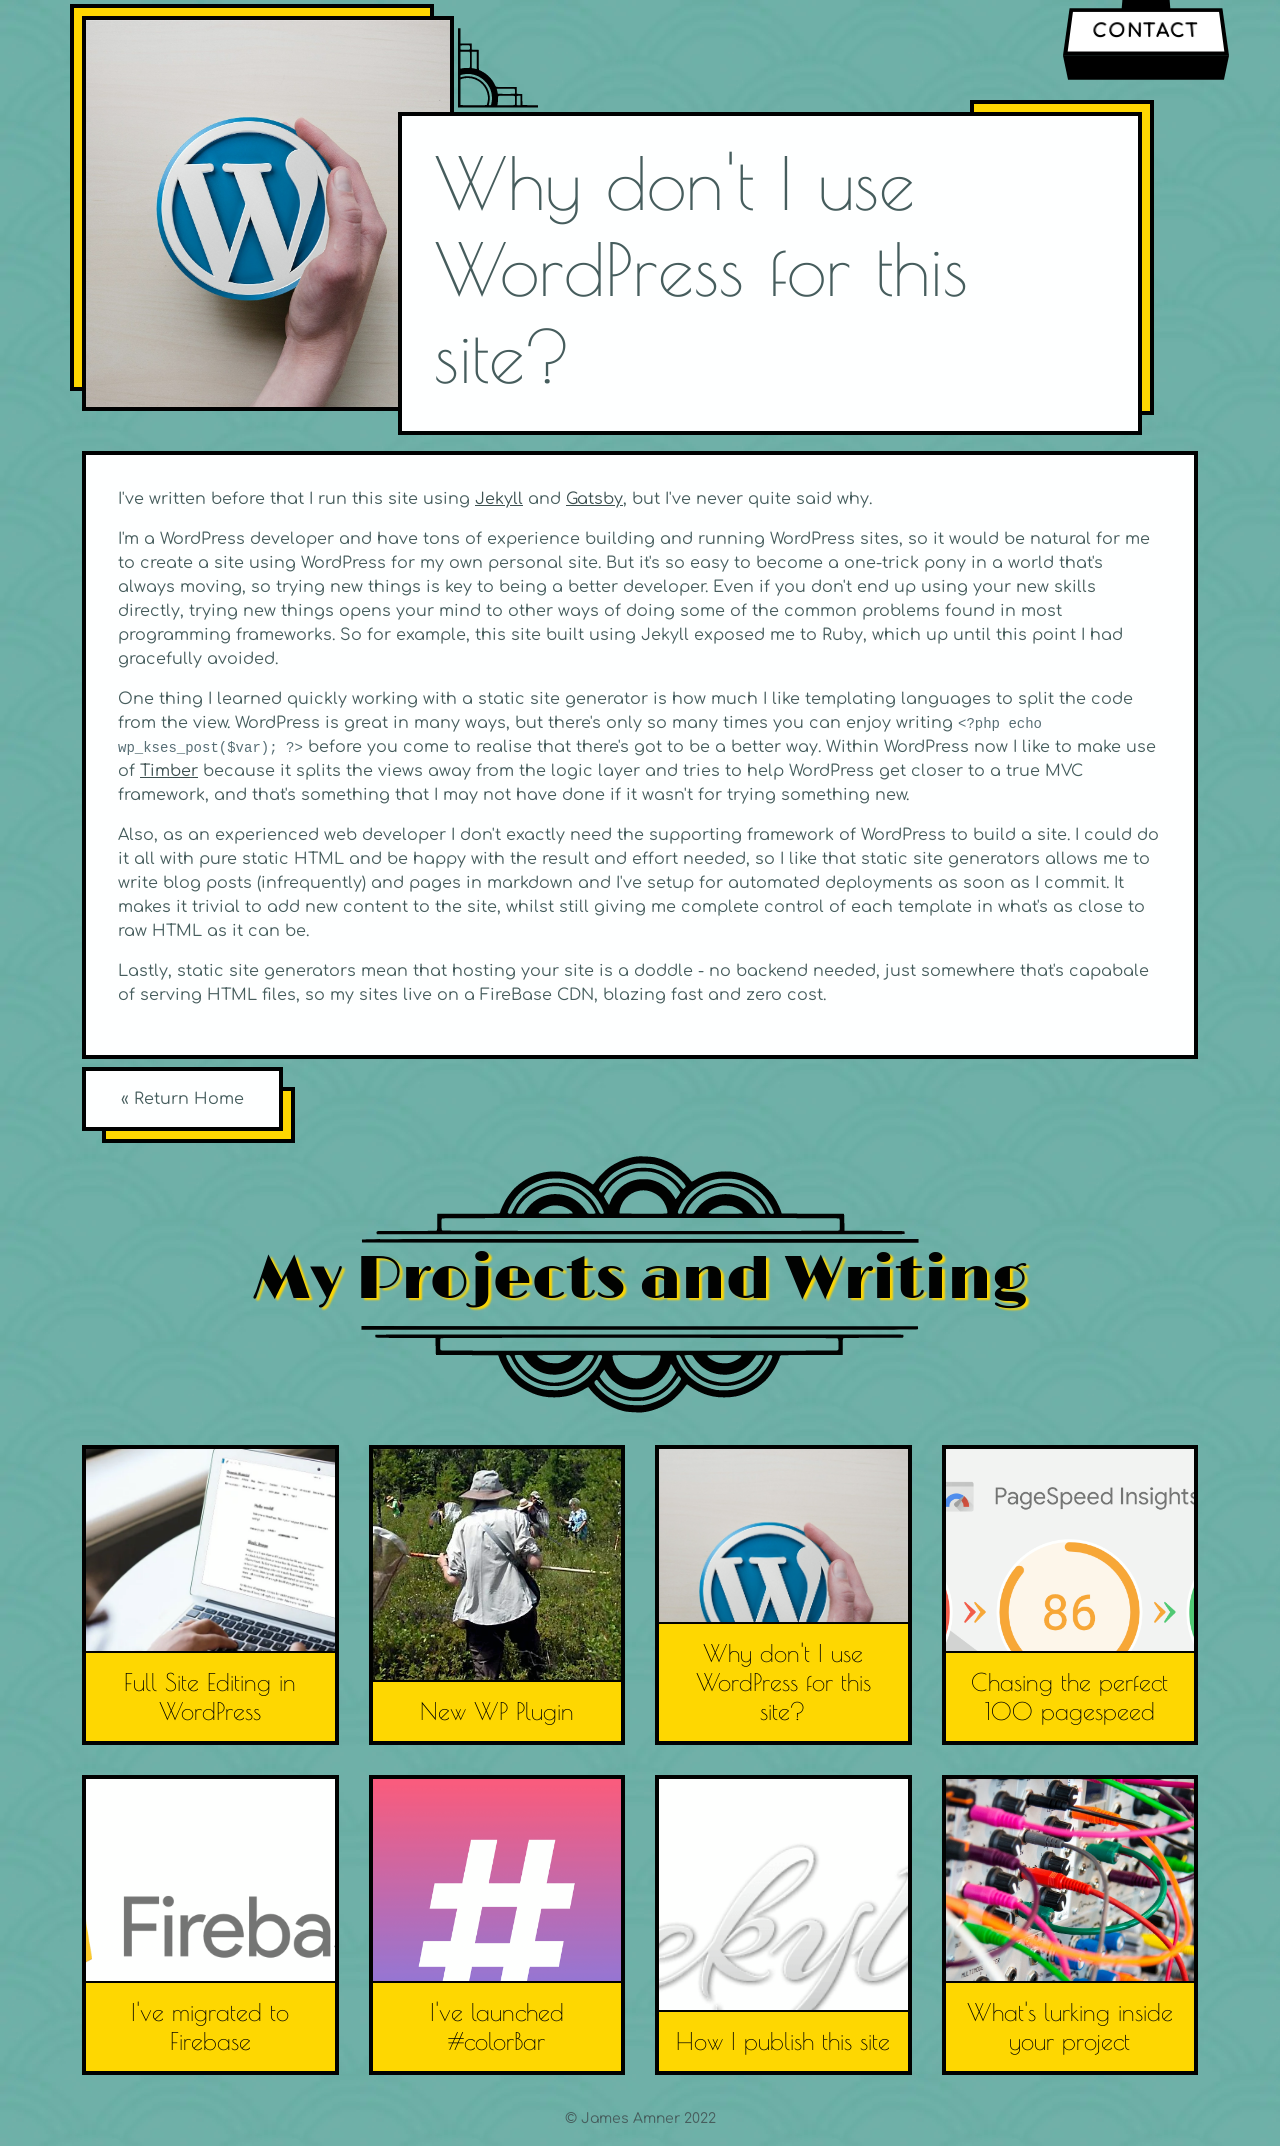 CONTACT
Why don't I use
WordPress for this
site?
I've written before that I run this site using Jekyll and Gatsby, but I've never quite said why.
I'm a WordPress developer and have tons of experience building and running WordPress sites, so it would be natural for me
to create a site using WordPress for my own personal site. But it's so easy to become a one-trick pony in a world that's
always moving, so trying new things is key to being a better developer. Even if you don't end up using your new skills
directly, trying new things opens your mind to other ways of doing some of the common problems found in most
programming frameworks. So for example, this site built using Jekyll exposed me to Ruby, which up until this point I had
gracefully avoided.
One thing I learned quickly working with a static site generator is how much I like templating languages to split the code
from the view. WordPress is great in many ways, but there's only so many times you can enjoy writing <?php echo
wp_kses_post($var); ?> before you come to realise that there's got to be a better way. Within WordPress now I like to make use
of Timber because it splits the views away from the logic layer and tries to help WordPress get closer to a true MVC
framework, and that's something that I may not have done if it wasn't for trying something new.
Also, as an experienced web developer I don't exactly need the supporting framework of WordPress to build a site. I could do
it all with pure static HTML and be happy with the result and effort needed, so I like that static site generators allows me to
write blog posts (infrequently) and pages in markdown and I've setup for automated deployments as soon as I commit. It
makes it trivial to add new content to the site, whilst still giving me complete control of each template in what's as close to
raw HTML as it can be.
Lastly, static site generators mean that hosting your site is a doddle - no backend needed, just somewhere that's capabale
of serving HTML files, so my sites live on a FireBase CDN, blazing fast and zero cost.
« Return Home
My Projects and Writing
PageSpeed Insights
86
Full Site Editing in
WordPress
New WP Plugin
Why don't I use
WordPress for this
site?
Chasing the perfect
100 pagespeed
Fireba
#
ekyl
I've migrated to
Firebase
I've launched
#colorBar
How I publish this site
What's lurking inside
your project
© James Amner 2022